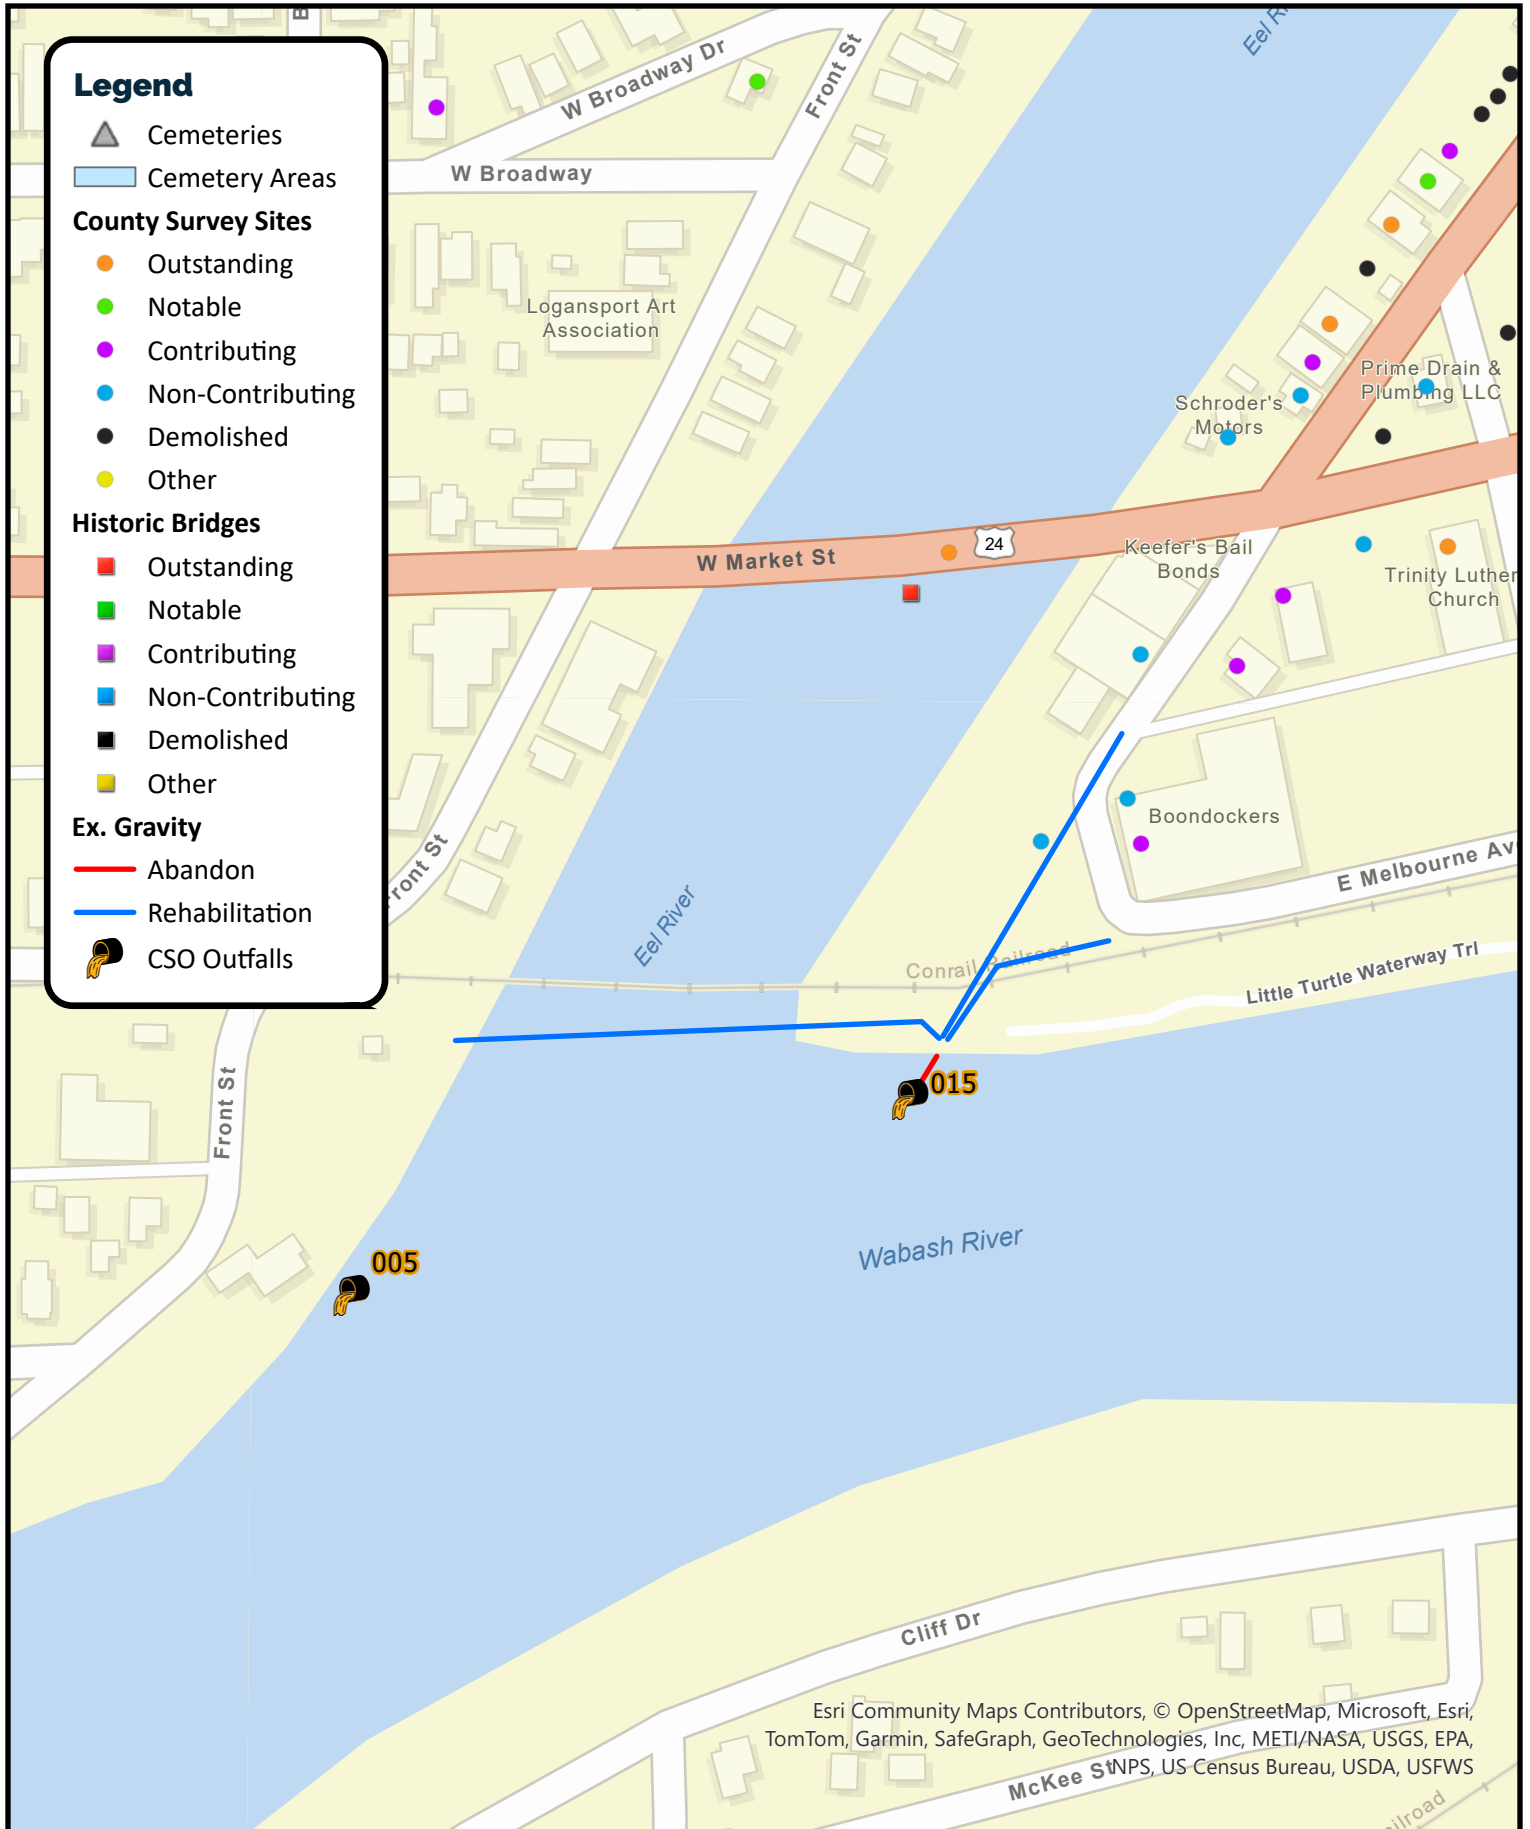 Legend
Cemeteries
Cemetery Areas
County Survey Sites
Outstanding
Notable
Contributing
Non-Contributing
Demolished
Other
Historic Bridges
Outstanding
Notable
Contributing
Non-Contributing
Demolished
Other
Ex. Gravity
Abandon
Rehabilitation
CSO Outfalls
B
W Broadway Dr
Front St
Eel Ri
W Broadway
Logansport Art
Association
Prime Drain &
Plumbing LLC
Schroder's
Motors
W Market St
24
Keefer's Bail
Bonds
Trinity Luther
Church
Boondockers
Front St
E Melbourne Av
Eel River
Conrail Railroad
Little Turtle Waterway Trl
015
Front St
Wabash River
005
Cliff Dr
McKee St
ailroad
Esri Community Maps Contributors, © OpenStreetMap, Microsoft, Esri,
TomTom, Garmin, SafeGraph, GeoTechnologies, Inc, METI/NASA, USGS, EPA,
NPS, US Census Bureau, USDA, USFWS